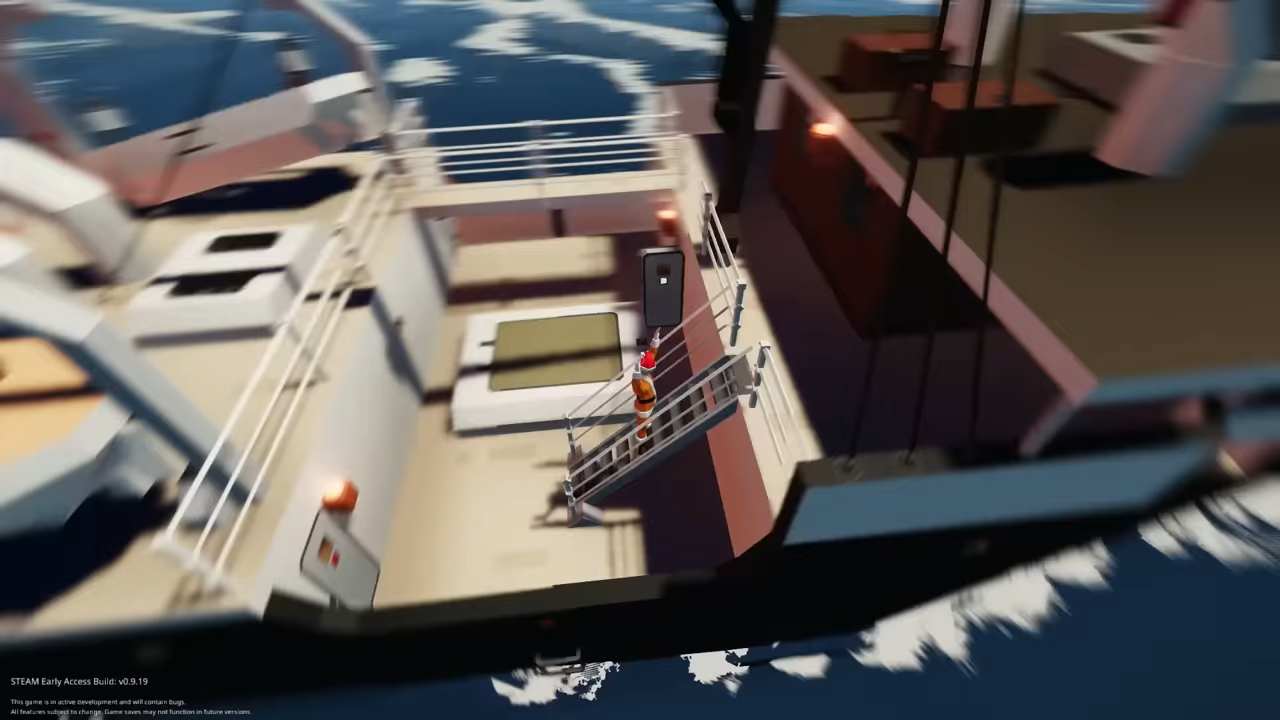 STEAM Early Access Build: v0.9.19
This game is in active development and will contain bugs.
All features subject to change. Game saves may not function in future versions.